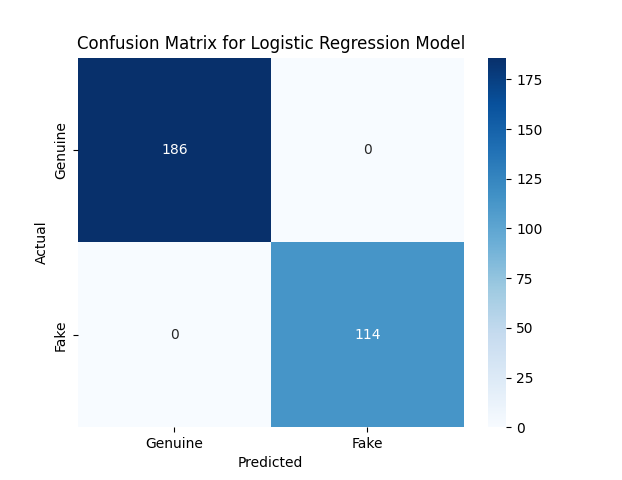 Confusion Matrix for Logistic Regression Model
Genuine
186
0
Actual
Fake
0
114
Genuine
Fake
Predicted
175
150
125
100
75
50
25
0